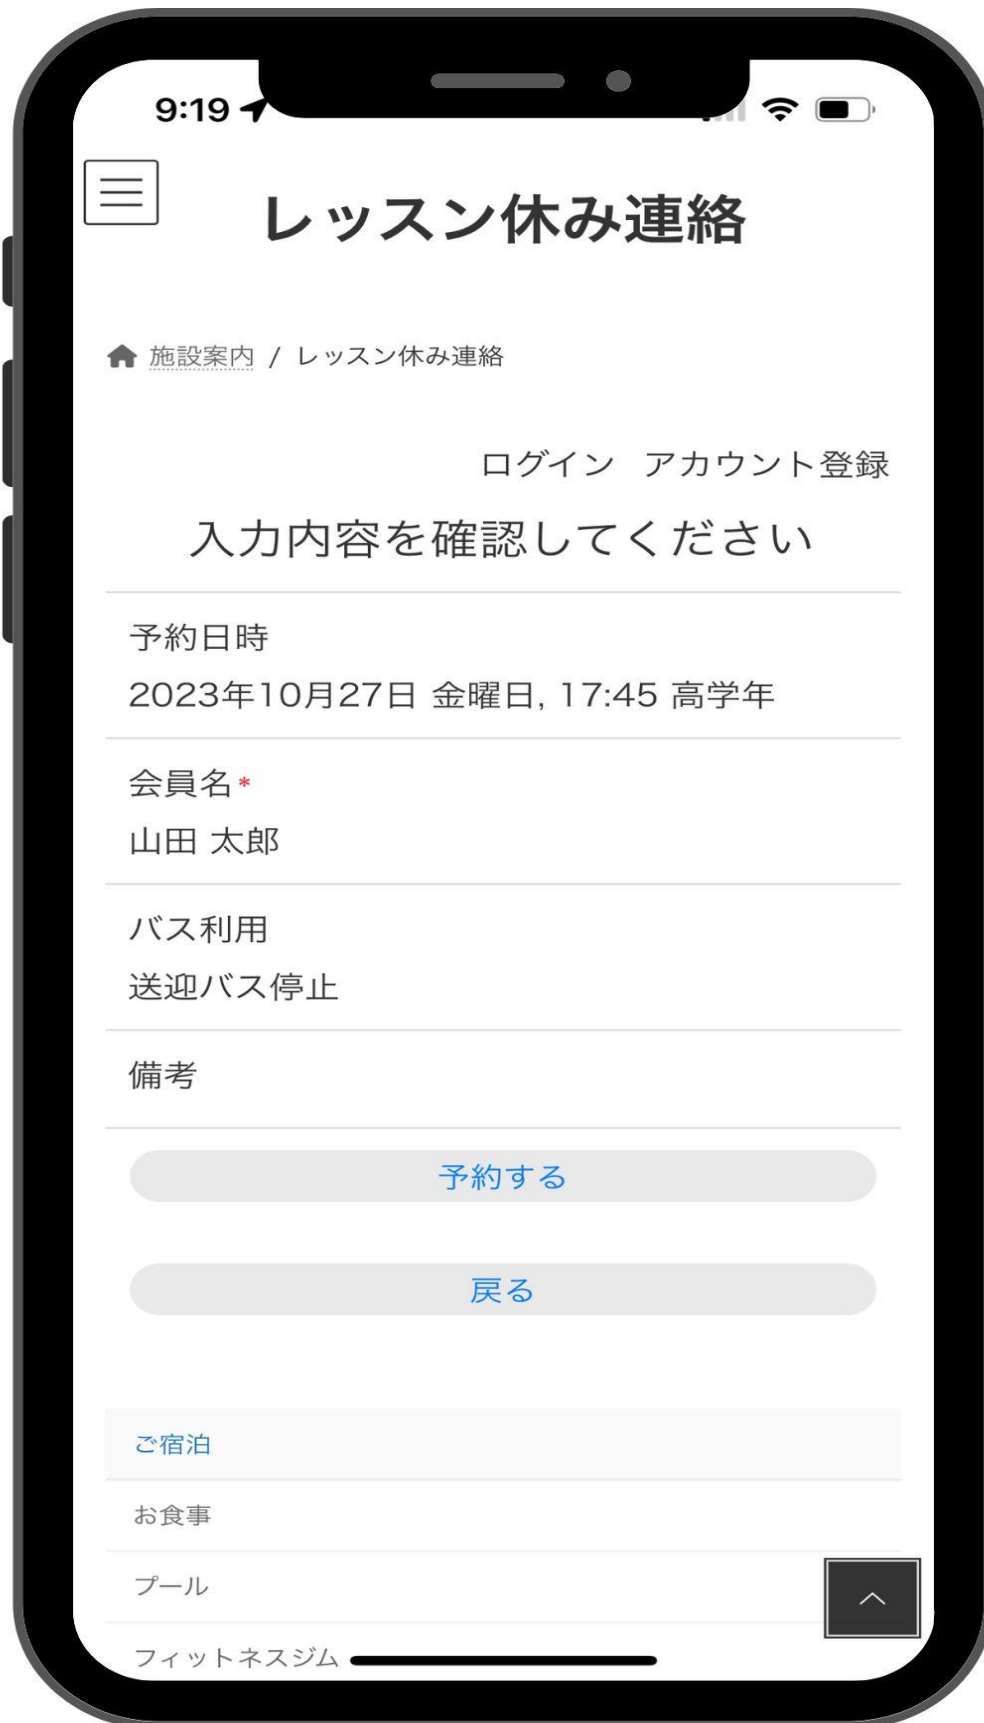 9:19
レッスン休み連絡
施設案内 / レッスン休み連絡
ログイン アカウント登録
入力内容を確認してください
予約日時
2023年10月27日 金曜日, 17:45 高学年
会員名*
山田 太郎
バス利用
送迎バス停止
備考
予約する
戻る
ご宿泊
お食事
プール
フィットネスジム